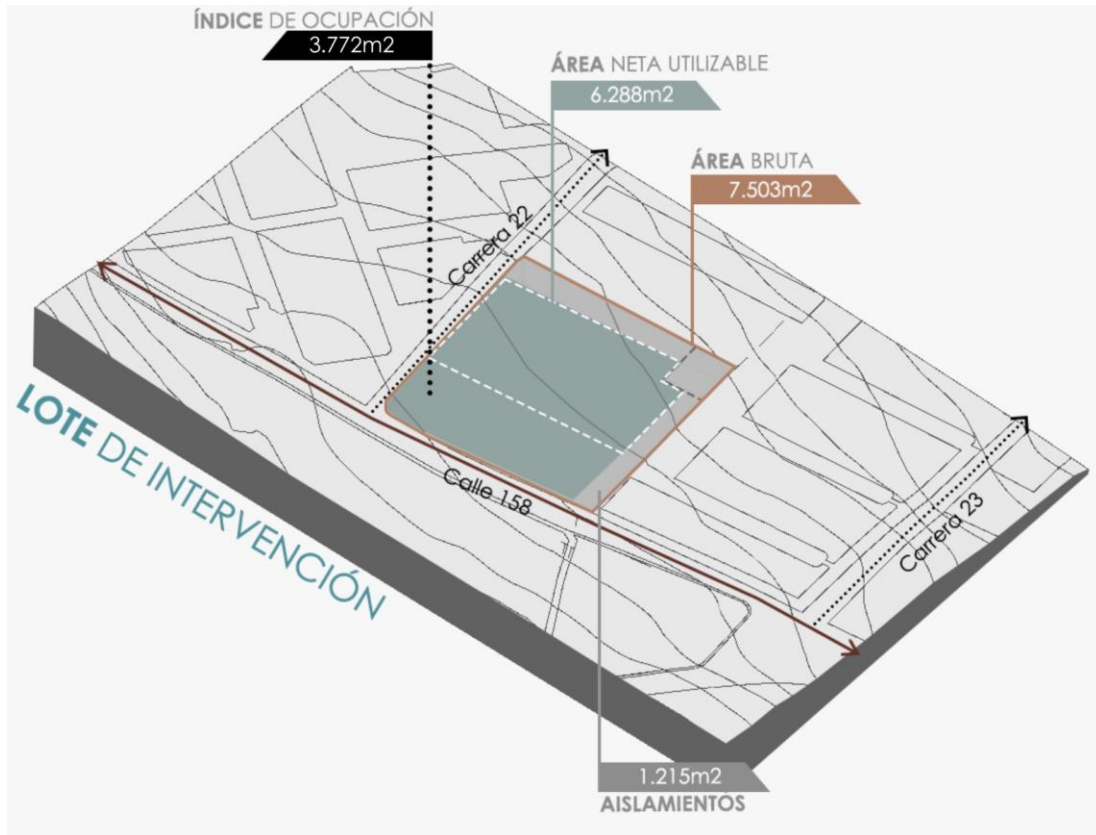 ÍNDICE DE OCUPACIÓN
3.772m2
ÁREA NETA UTILIZABLE
6.288m2
ÁREA BRUTA
7.503m2
Carrera 22
Calle 158
Carrera 23
LOTE DE INTERVENCIÓN
1.215m2
AISLAMIENTOS